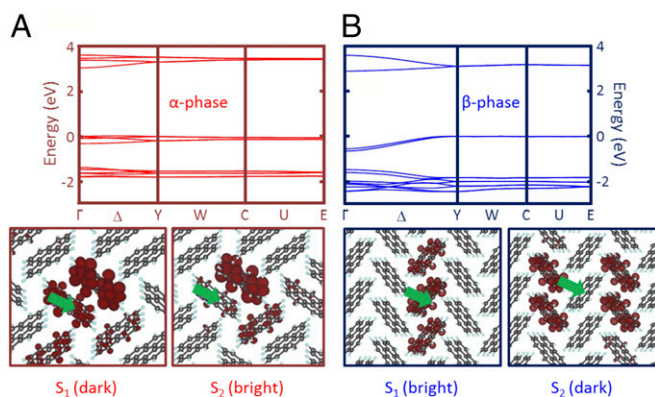 A
B
4
2
0
-2
Energy (eV)
α-phase
Γ Δ Y W C U E
β-phase
4
2
0
-2
Energy (eV)
Γ Δ Y W C U E
S1 (dark)
S2 (bright)
S1 (bright)
S2 (dark)